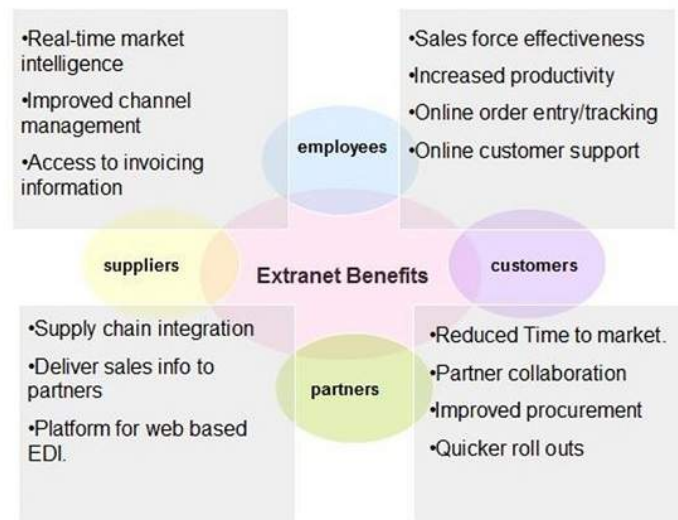 •Real-time market
intelligence
•Improved channel
management
•Access to invoicing
information
•Sales force effectiveness
•Increased productivity
•Online order entry/tracking
•Online customer support
employees
suppliers
Extranet Benefits
customers
partners
•Supply chain integration
•Deliver sales info to
partners
•Platform for web based
EDI.
•Reduced Time to market.
•Partner collaboration
•Improved procurement
•Quicker roll outs